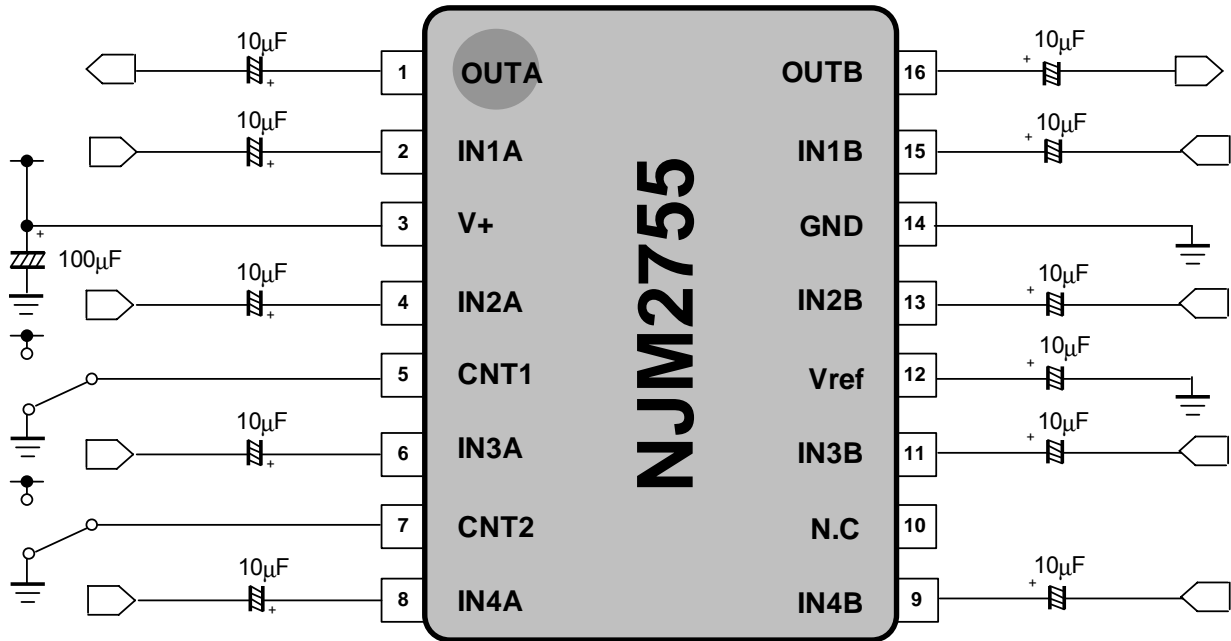 10μF
1
OUTA
OUTB
16
+
10μF
+
10μF
2
IN1A
IN1B
15
+
10μF
+
3
V+
GND
14
+
100μF
10μF
4
IN2A
IN2B
13
+
10μF
+
5
CNT1
Vref
12
+
10μF
10μF
6
IN3A
IN3B
11
+
10μF
+
7
CNT2
N.C
10
10μF
8
IN4A
IN4B
9
+
10μF
+
NJM2755